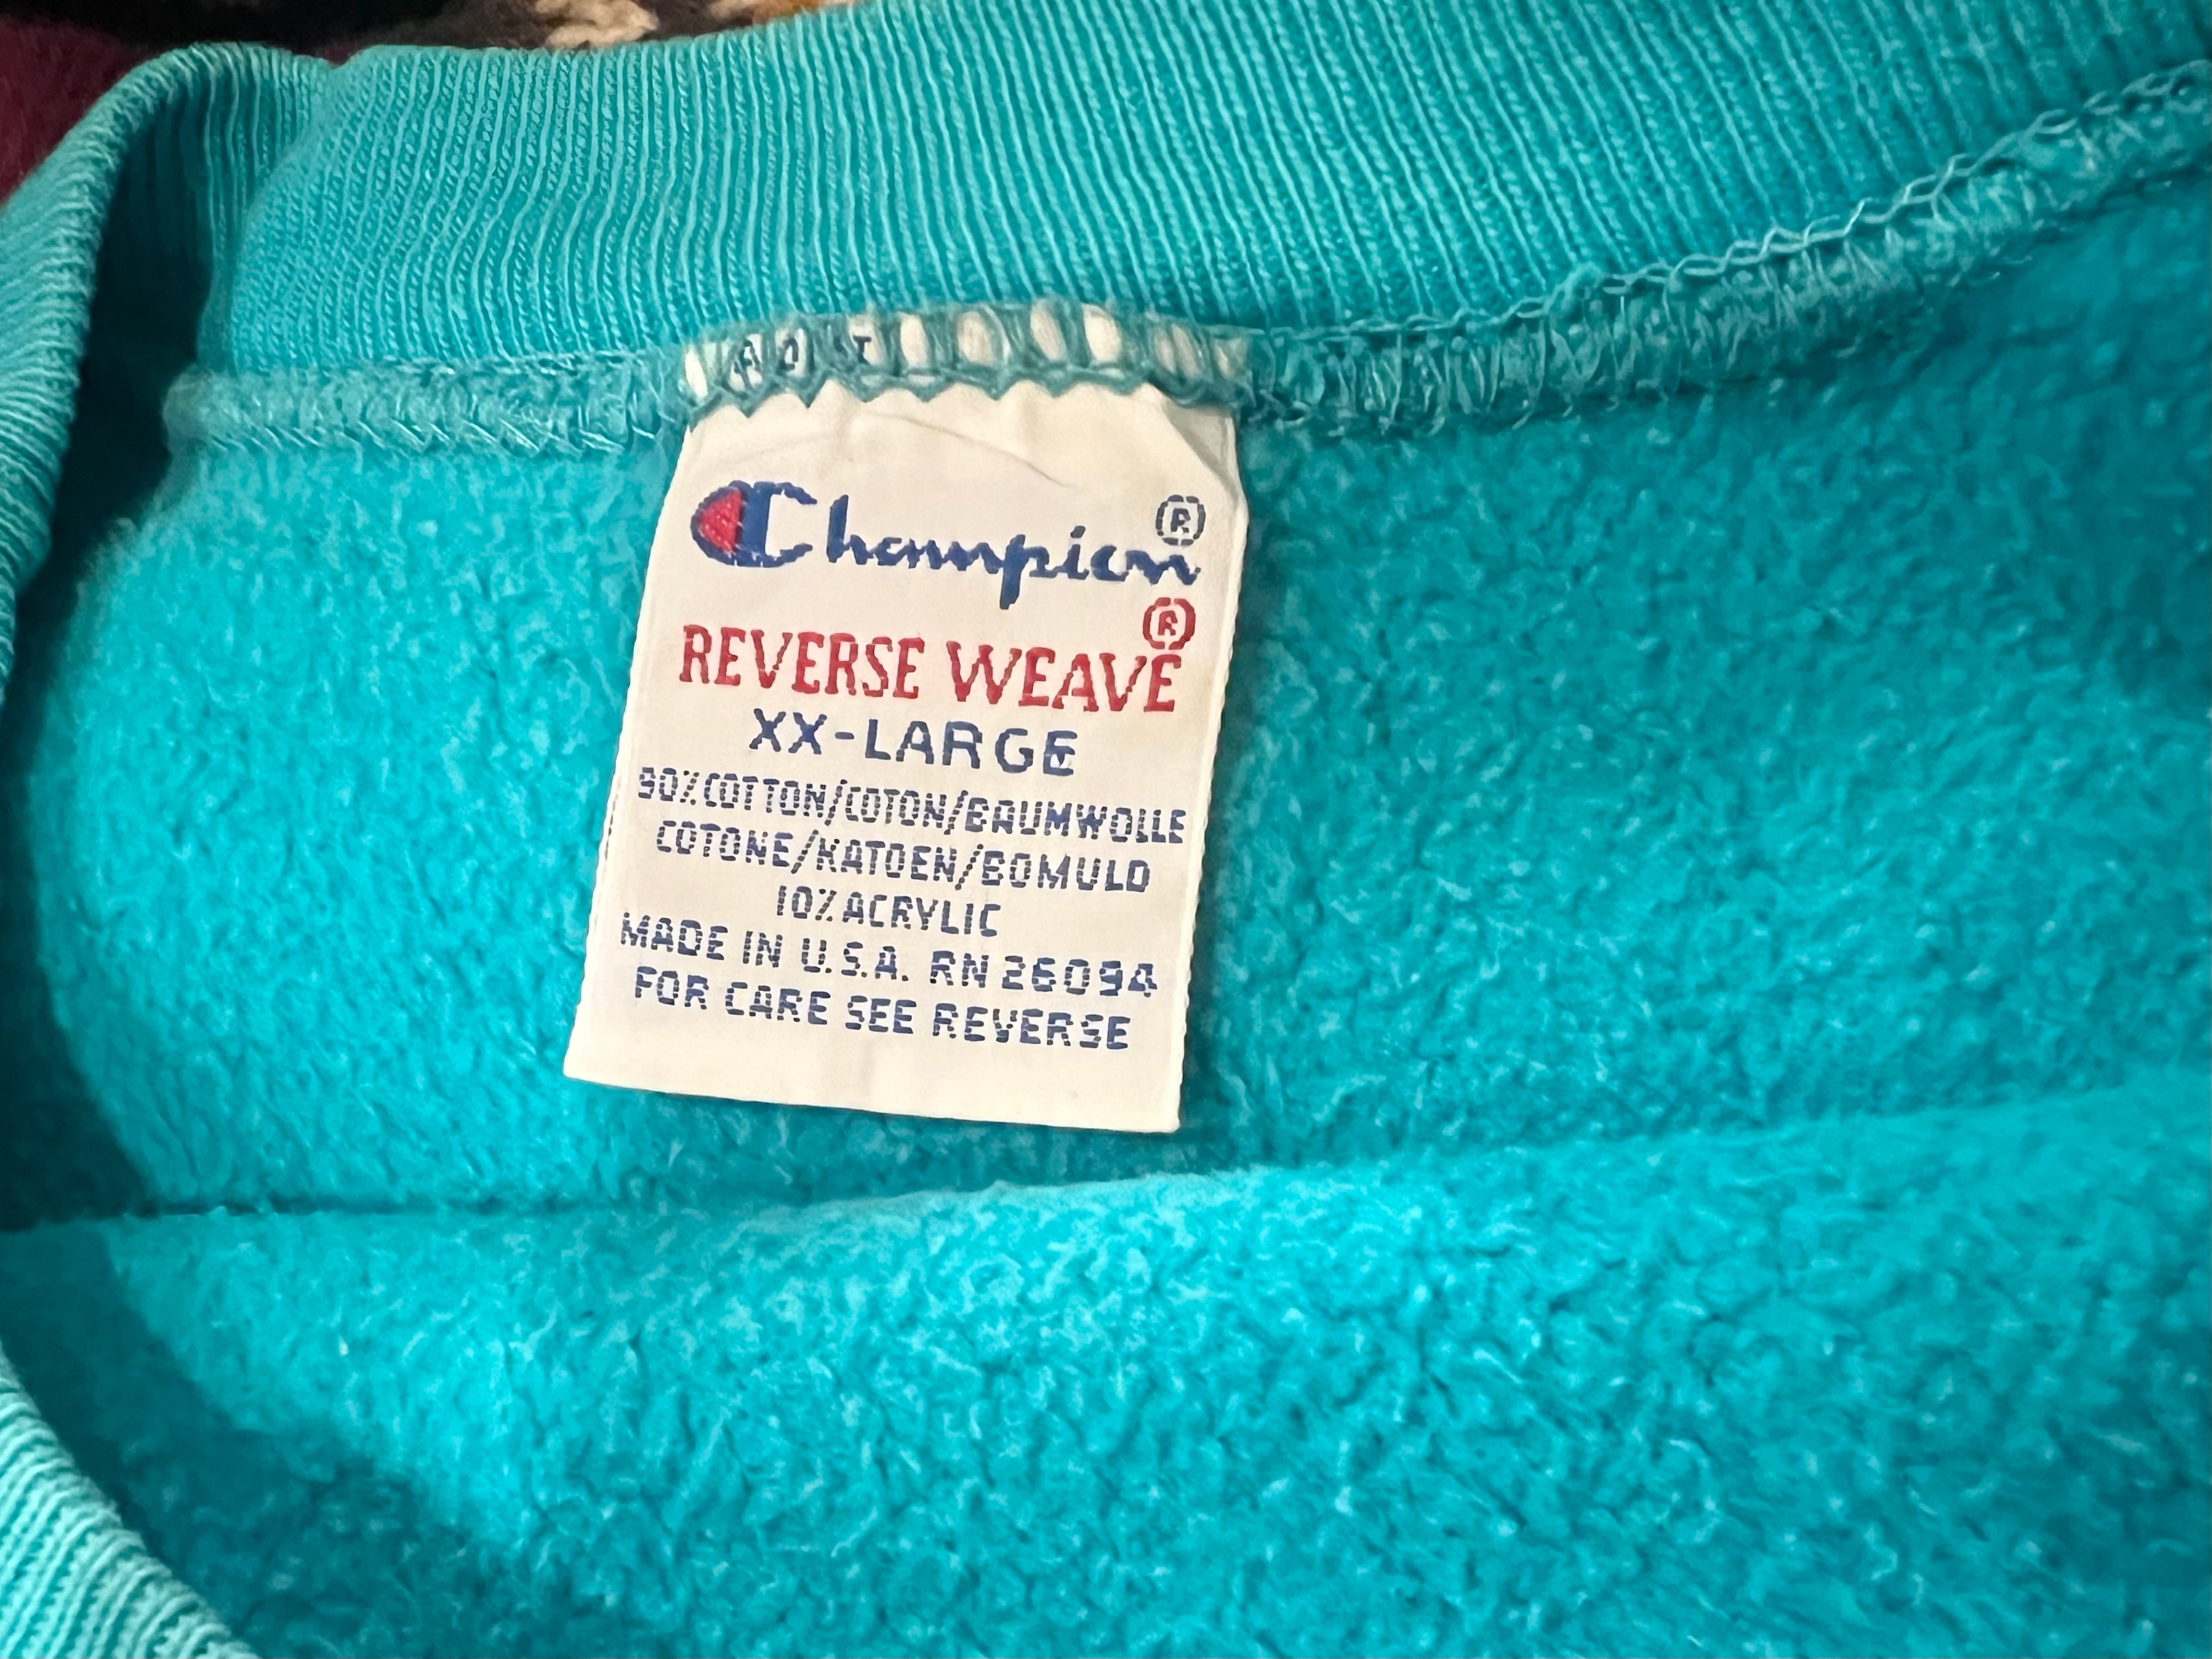 Champion®
REVERSE WEAVE®
XX-LARGE
90% COTTON/COTON/BAUMWOLLE
COTONE/KATOEN/BOMULD
10% ACRYLIC
MADE IN U.S.A. RN 26094
FOR CARE SEE REVERSE